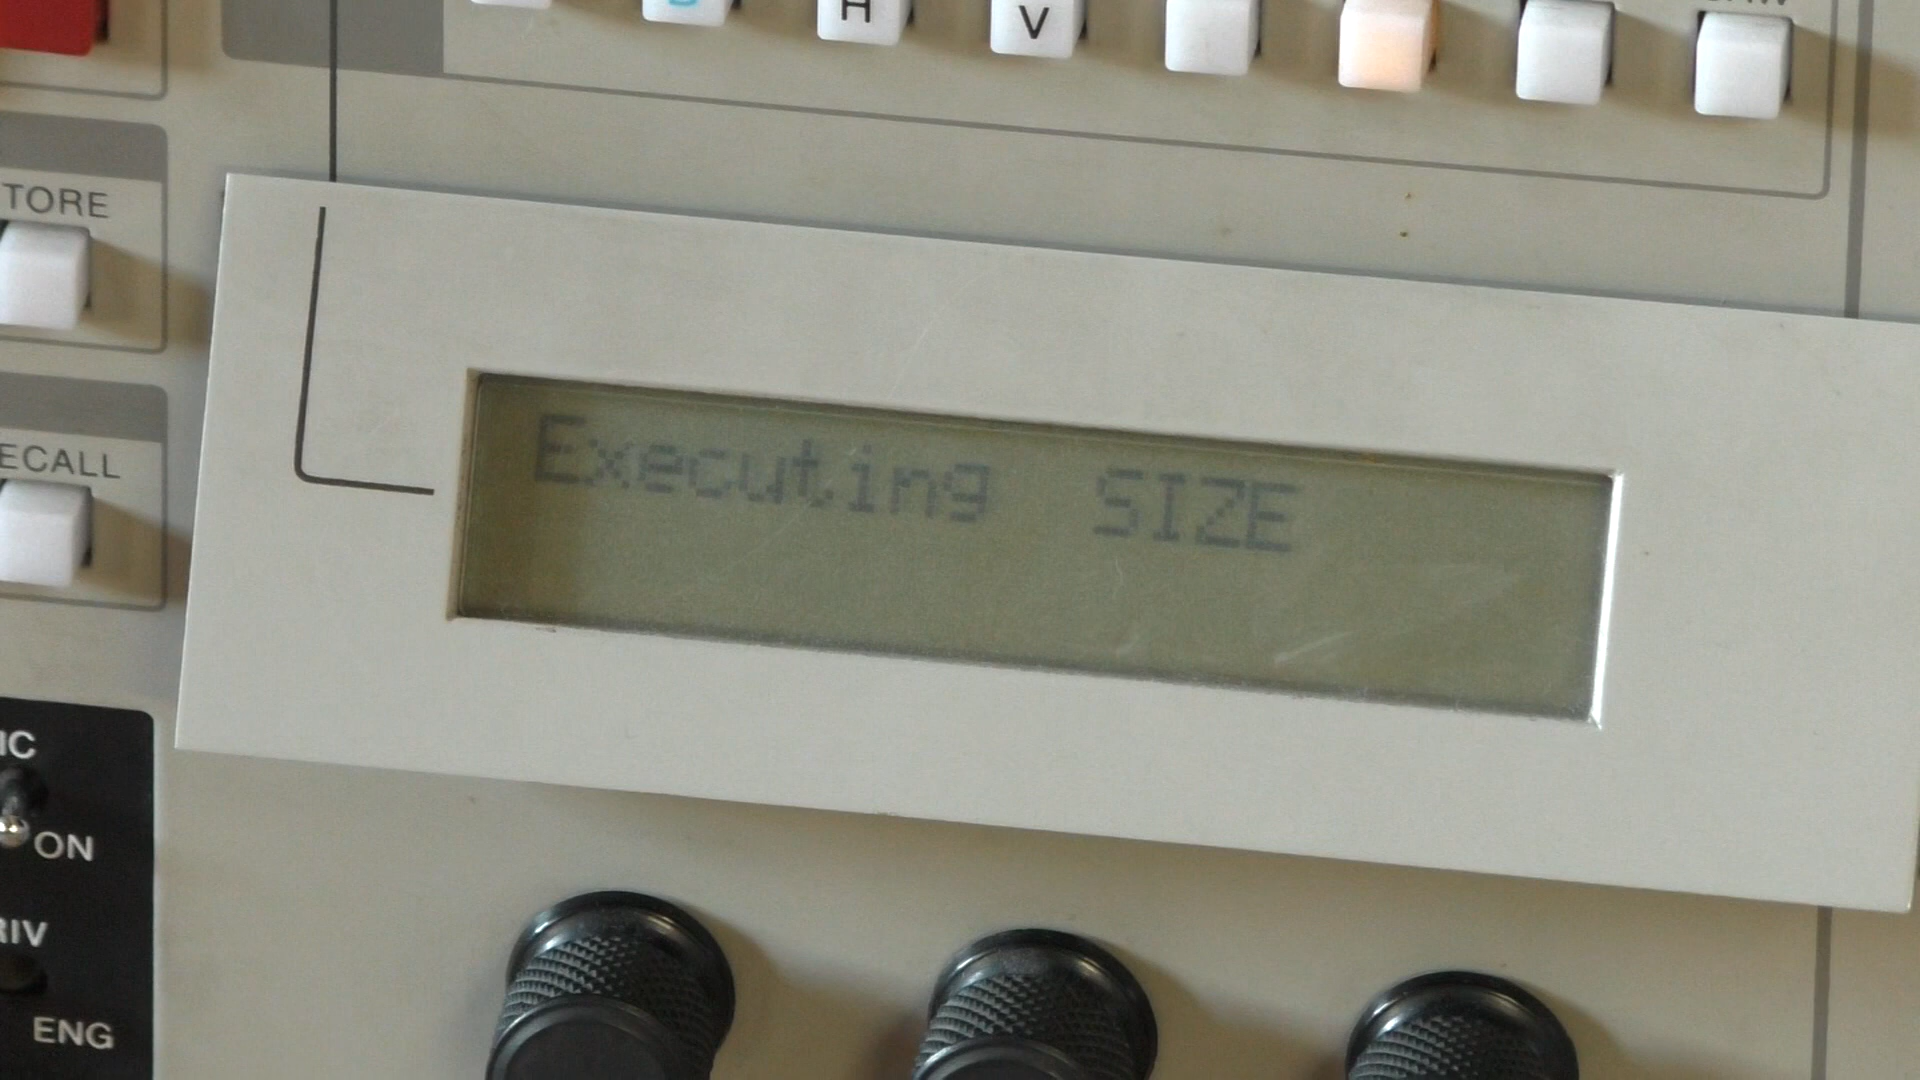 H
V
TORE
ECALL
Executing SIZE
IC
ON
RIV
ENG